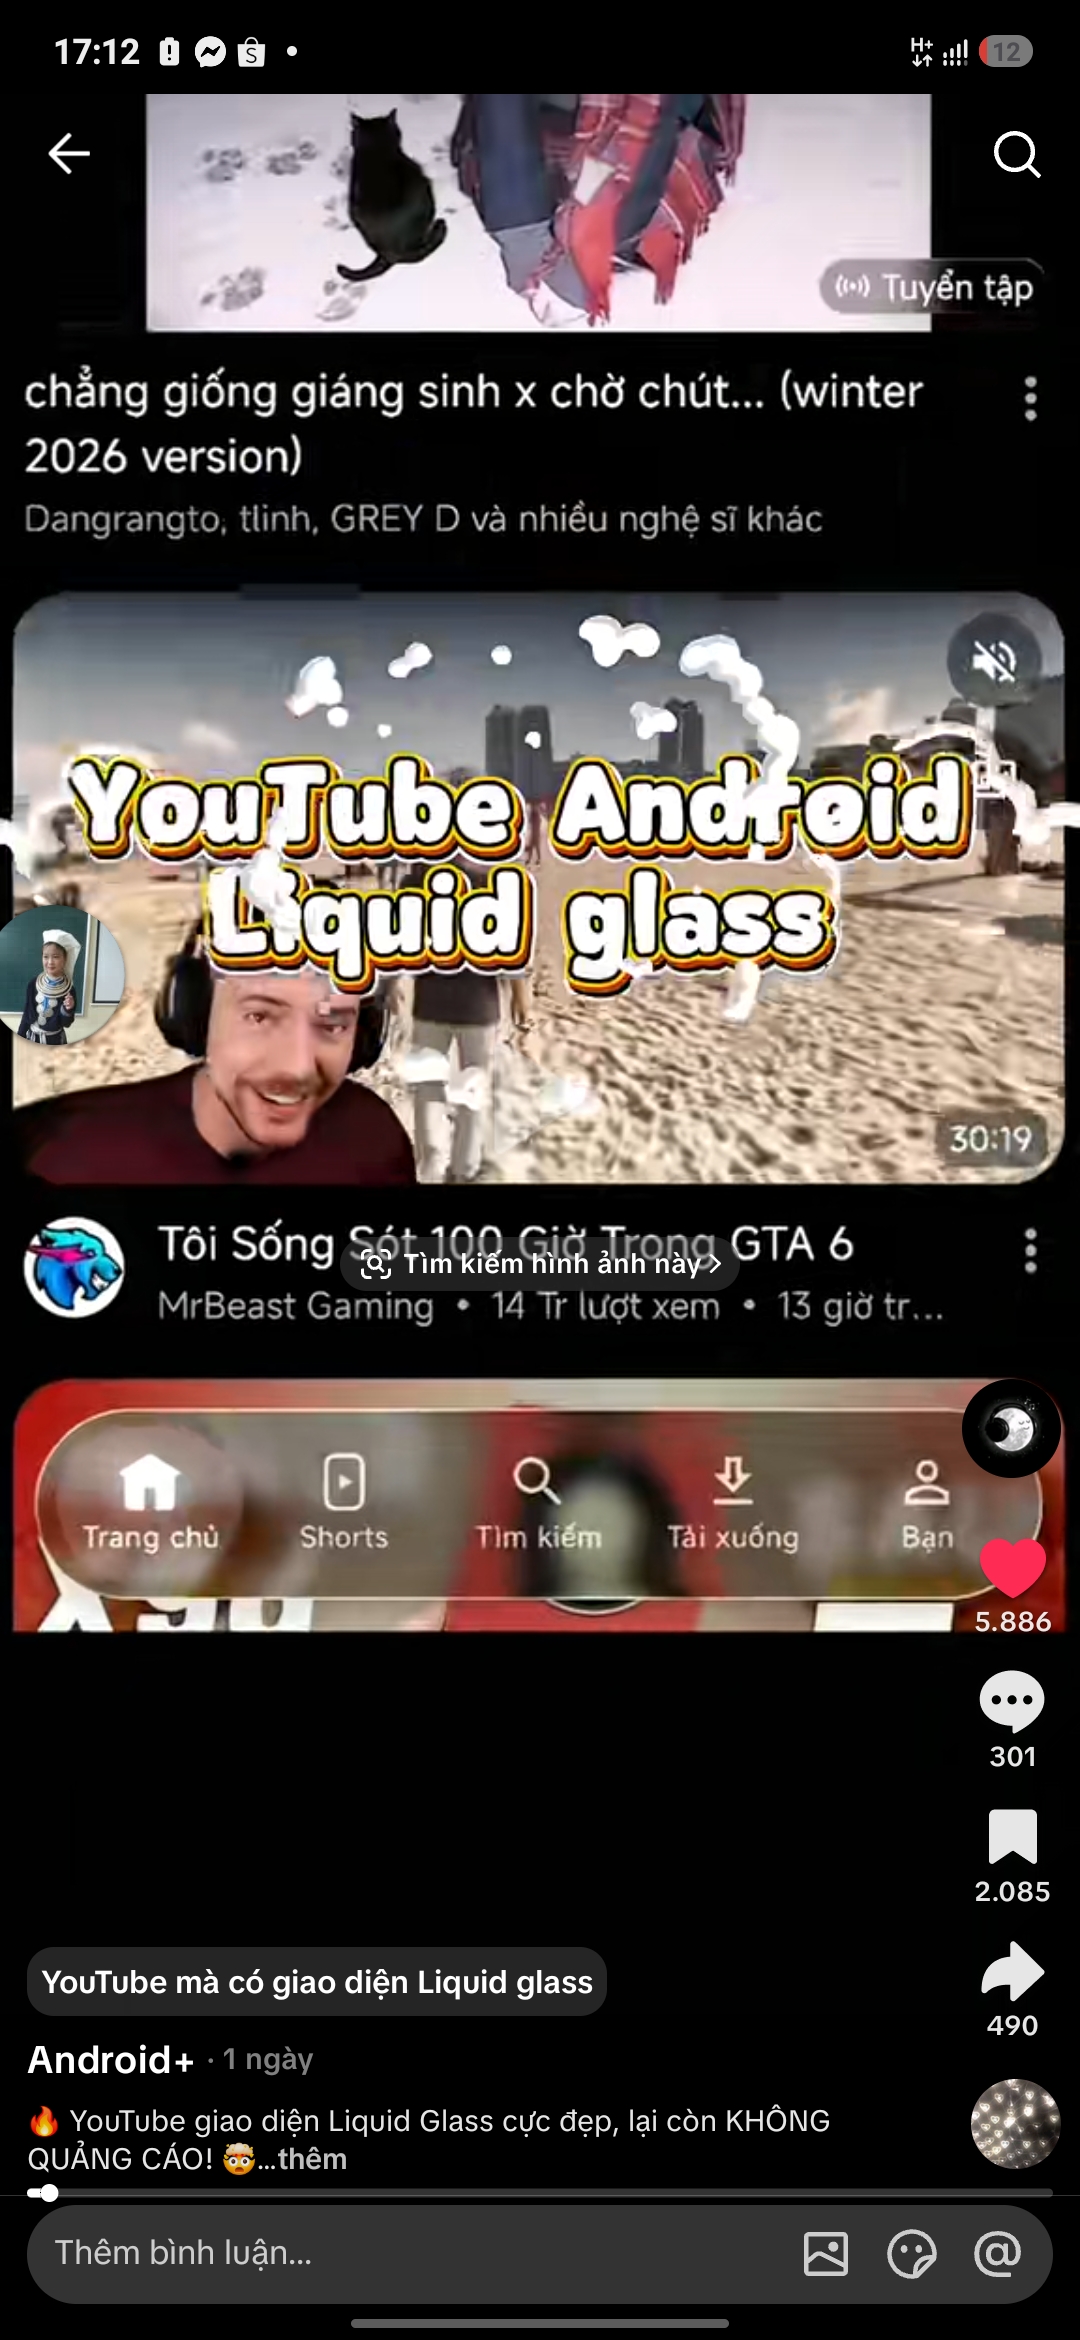 17:12
H+
12
Tuyển tập
chẳng giống giáng sinh x chờ chút... (winter
2026 version)
Dangrangto, tlinh, GREY D và nhiều nghệ sĩ khác
YouTube Android
Liquid glass
30:19
Tôi Sống Sót 100 Giờ Trong GTA 6
Tìm kiếm hình ảnh này
MrBeast Gaming • 14 Tr lượt xem • 13 giờ tr...
Trang chủ
Shorts
Tìm kiếm
Tải xuống
Bạn
5.886
301
2.085
490
YouTube mà có giao diện Liquid glass
Android+ · 1 ngày
🔥 YouTube giao diện Liquid Glass cực đẹp, lại còn KHÔNG
QUẢNG CÁO! 🤯...thêm
Thêm bình luận...